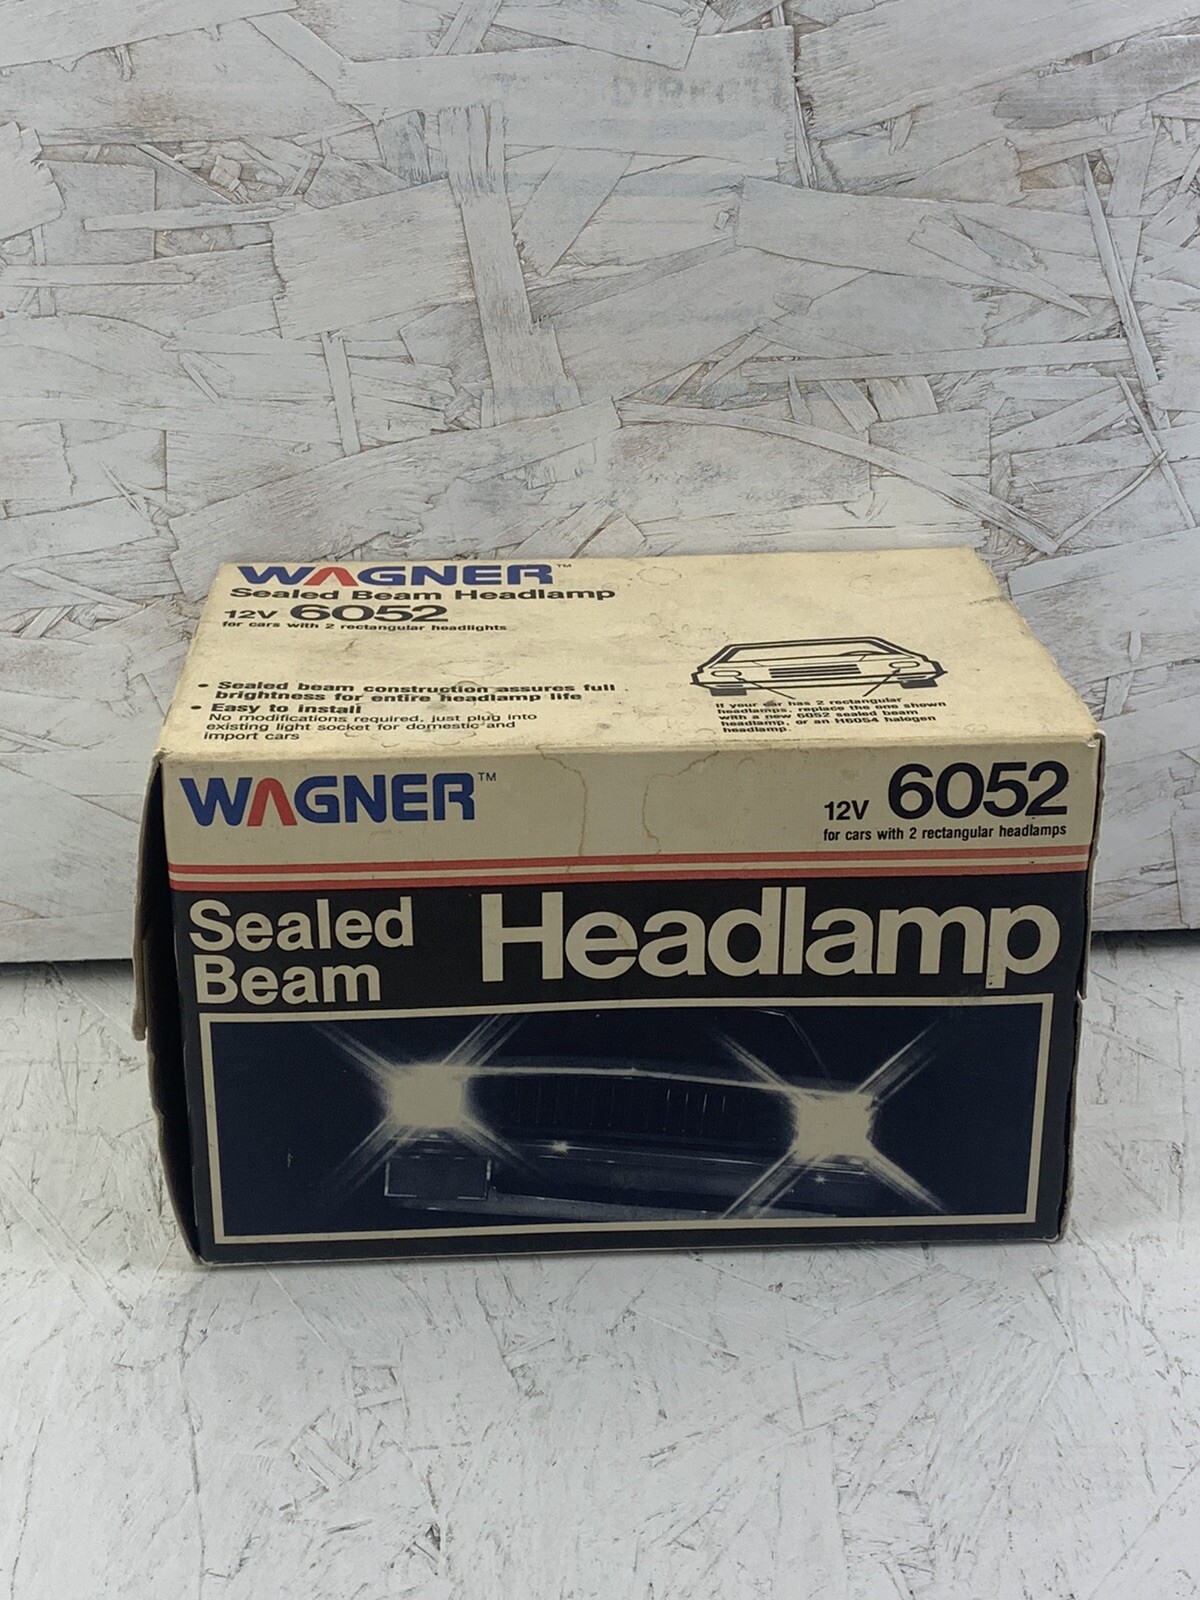 WAGNER™
Sealed Beam Headlamp
12V 6052
for cars with 2 rectangular headlights
• Sealed beam construction assures full
brightness for entire headlamp life
• Easy to install
No modifications required, just plug into
existing light socket for domestic and
import cars
If your car has 2 rectangular
headlamps, replace the one shown
with a new 6052 sealed beam
headlamp, or an H6054 halogen
headlamp.
WAGNER™
12V 6052
for cars with 2 rectangular headlamps
Sealed
Beam
Headlamp